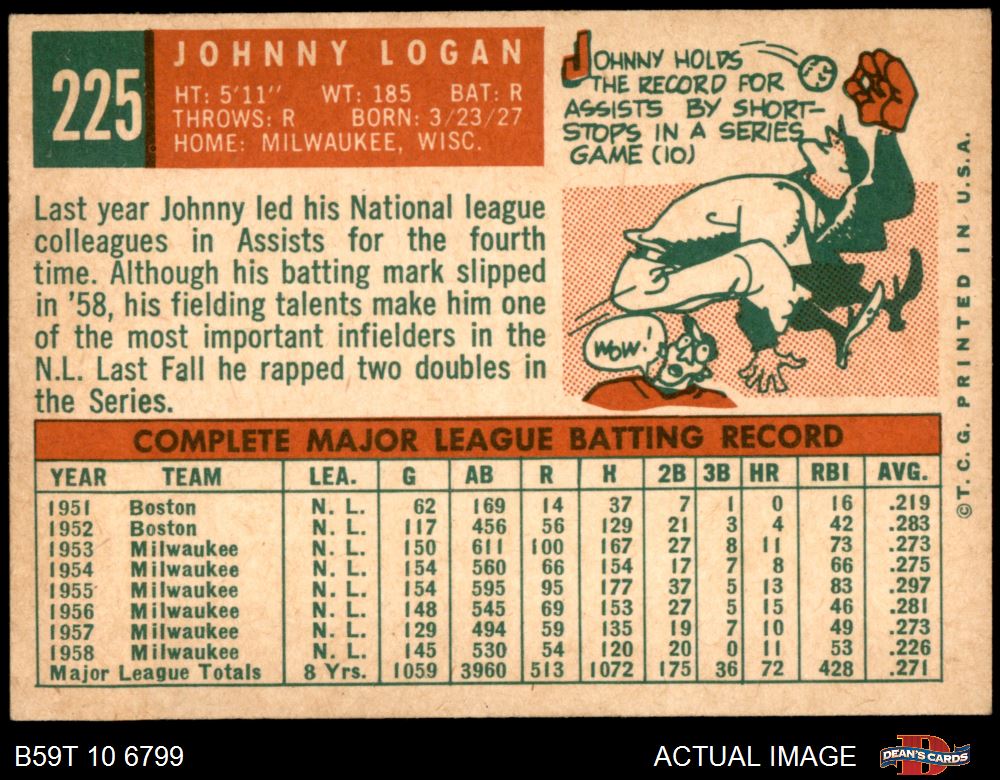 225
JOHNNY LOGAN
HT: 5'11" WT: 185 BAT: R
THROWS: R BORN: 3/23/27
HOME: MILWAUKEE, WISC.
JOHNNY HOLDS
THE RECORD FOR
ASSISTS BY SHORT-
STOPS IN A SERIES
GAME (10)
WOW!
Last year Johnny led his National league
colleagues in Assists for the fourth
time. Although his batting mark slipped
in '58, his fielding talents make him one
of the most important infielders in the
N.L. Last Fall he rapped two doubles in
the Series.
COMPLETE MAJOR LEAGUE BATTING RECORD
YEAR TEAM LEA. G AB R H 2B 3B HR RBI AVG.
1951 Boston N. L. 62 169 14 37 7 1 0 16 .219
1952 Boston N. L. 117 456 56 129 21 3 4 42 .283
1953 Milwaukee N. L. 150 611 100 167 27 8 11 73 .273
1954 Milwaukee N. L. 154 560 66 154 17 7 8 66 .275
1955 Milwaukee N. L. 154 595 95 177 37 5 13 83 .297
1956 Milwaukee N. L. 148 545 69 153 27 5 15 46 .281
1957 Milwaukee N. L. 129 494 59 135 19 7 10 49 .273
1958 Milwaukee N. L. 145 530 54 120 20 0 11 53 .226
Major League Totals 8 Yrs. 1059 3960 513 1072 175 36 72 428 .271
©T. C. G. PRINTED IN U.S.A.
B59T 10 6799
ACTUAL IMAGE
D
DEAN'S CARDS